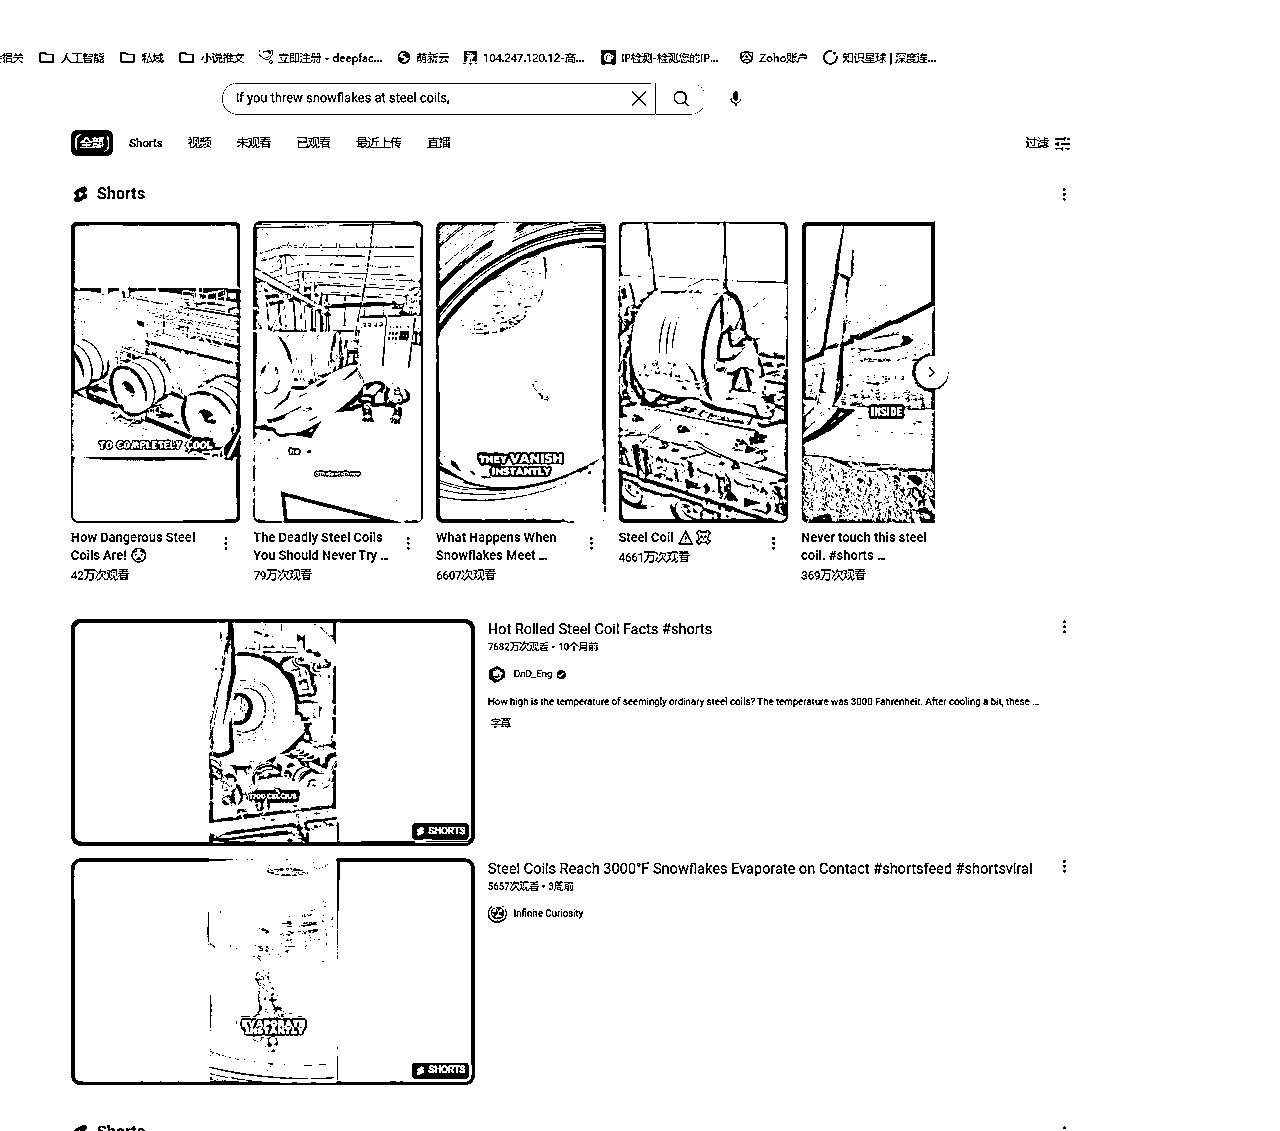 人工智能
私域
小说推文
立即注册 - deepfac...
萌新云
104.247.120.12-高...
IP检测-检测您的IP...
Zoho账户
知识星球 | 深度连...
If you threw snowflakes at steel coils,
全部
Shorts
视频
未观看
已观看
最近上传
直播
过滤
Shorts
TO COMPLETELY COOL
THEY VANISH
INSTANTLY
INSIDE
How Dangerous Steel
Coils Are!
42万次观看
The Deadly Steel Coils
You Should Never Try ...
79万次观看
What Happens When
Snowflakes Meet ...
6607次观看
Steel Coil ⚠
4661万次观看
Never touch this steel
coil. #shorts ...
369万次观看
Hot Rolled Steel Coil Facts #shorts
7682万次观看 • 10个月前
DnD_Eng
How high is the temperature of seemingly ordinary steel coils? The temperature was 3000 Fahrenheit. After cooling a bit, these ...
字幕
SHORTS
Steel Coils Reach 3000°F Snowflakes Evaporate on Contact #shortsfeed #shortsviral
5657次观看 • 3周前
Infinite Curiosity
EVAPORATE
INSTANTLY
SHORTS
Shorts